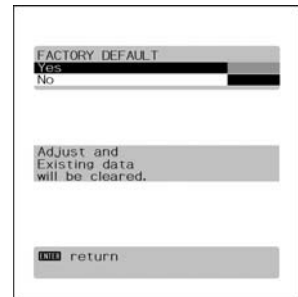 FACTORY DEFAULT
Yes
No
Adjust and
Existing data
will be cleared.
ENTER return